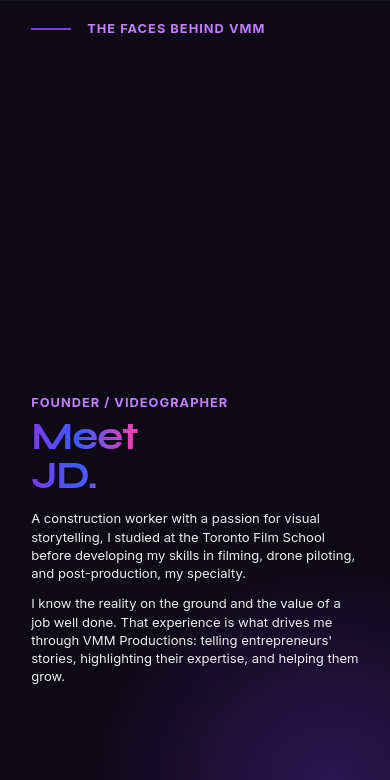 THE FACES BEHIND VMM
FOUNDER / VIDEOGRAPHER
Meet
JD.
A construction worker with a passion for visual
storytelling, I studied at the Toronto Film School
before developing my skills in filming, drone piloting,
and post-production, my specialty.
I know the reality on the ground and the value of a
job well done. That experience is what drives me
through VMM Productions: telling entrepreneurs'
stories, highlighting their expertise, and helping them
grow.